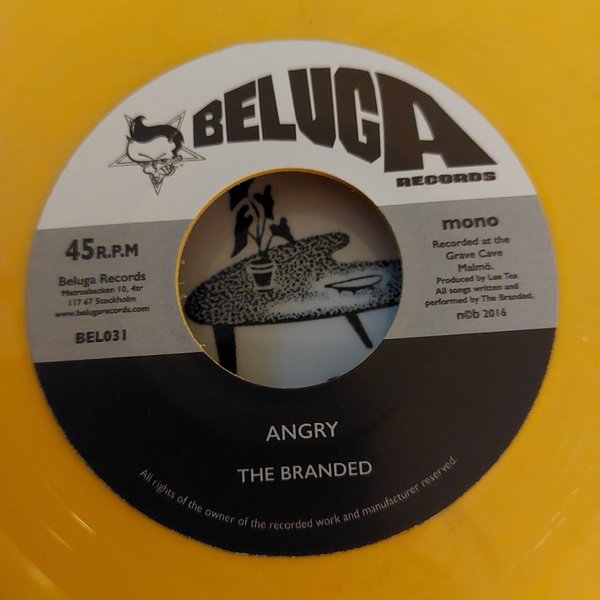 BELUGA
RECORDS
45 R.P.M
Beluga Records
Matrosbacken 10, 4tr
117 67 Stockholm
www.belugarecords.com
BEL031
mono
Recorded at the
Grave Cave
Malmö.
Produced by Lee Tea
All songs written and
performed by The Branded.
n©b 2016
ANGRY
THE BRANDED
All rights of the owner of the recorded work and manufacturer reserved.